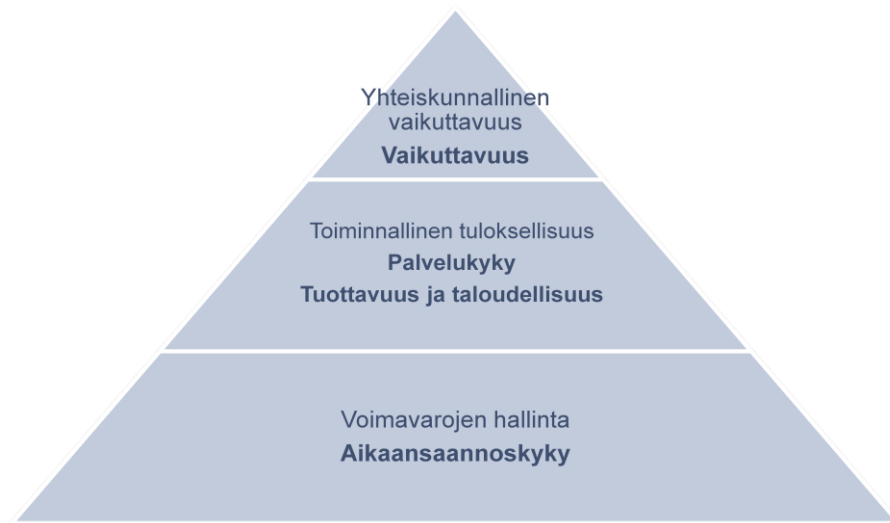 Yhteiskunnallinen
vaikuttavuus
Vaikuttavuus
Toiminnallinen tuloksellisuus
Palvelukyky
Tuottavuus ja taloudellisuus
Voimavarojen hallinta
Aikaansaannoskyky